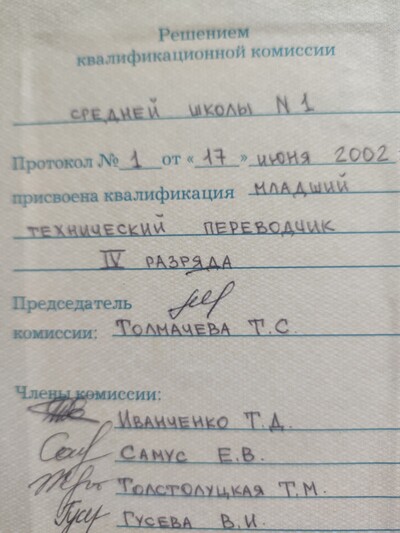 Решением
квалификационной комиссии
СРЕДНЕЙ ШКОЛЫ N 1
Протокол № 1 от «17» ИЮНЯ 2002
присвоена квалификация МЛАДШИЙ
ТЕХНИЧЕСКИЙ ПЕРЕВОДЧИК
IV РАЗРЯДА
Председатель
комиссии: ТОЛМАЧЕВА Т.С.
Члены комиссии:
ИВАНЧЕНКО Т.Д.
САМУС Е.В.
ТОЛСТОЛУЦКАЯ Т.М.
ГУСЕВА В.И.